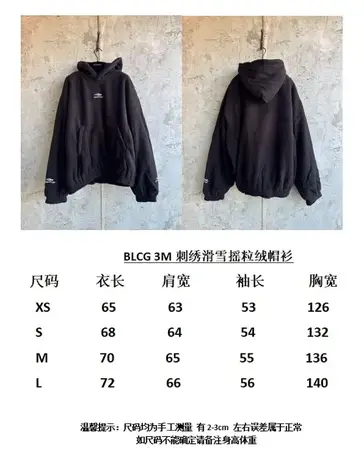 BLCG 3M 刺绣滑雪摇粒绒帽衫
尺码 衣长 肩宽 袖长 胸宽
XS 65 63 53 126
S 68 64 54 132
M 70 65 55 136
L 72 66 56 140
温馨提示：尺码均为手工测量 有2-3cm 左右误差属于正常
如尺码不能确定请备注身高体重